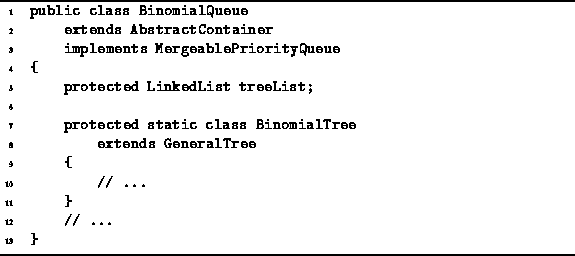 1 public class BinomialQueue
2     extends AbstractContainer
3     implements MergeablePriorityQueue
4 {
5     protected LinkedList treeList;
6
7     protected static class BinomialTree
8         extends GeneralTree
9     {
10         // ...
11     }
12     // ...
13 }